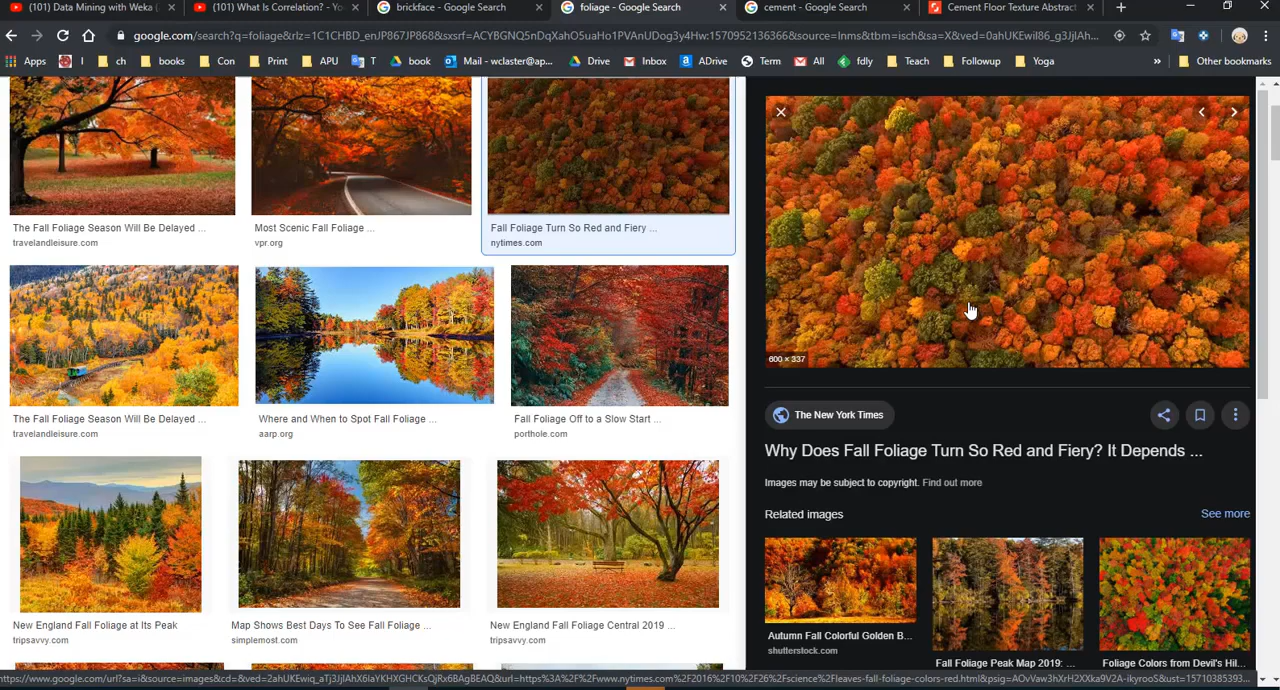 (101) Data Mining with Weka (
(101) What Is Correlation? - Yo
brickface - Google Search
foliage - Google Search
cement - Google Search
Cement Floor Texture Abstract
google.com/search?q=foliage&rlz=1C1CHBD_enJP867JP868&sxsrf=ACYBGNQ5nDqXahO5uaHo1PVAnUDog3y4Hw:1570952136366&source=lnms&tbm=isch&sa=X&ved=0ahUKEwil86_g3JjlAh...
Apps
I
ch
books
Con
Print
APU
T
book
Mail - wclaster@ap...
Drive
Inbox
ADrive
Term
All
fdly
Teach
Followup
Yoga
»
Other bookmarks
The Fall Foliage Season Will Be Delayed ...
travelandleisure.com
Most Scenic Fall Foliage ...
vpr.org
Fall Foliage Turn So Red and Fiery ...
nytimes.com
The Fall Foliage Season Will Be Delayed ...
travelandleisure.com
Where and When to Spot Fall Foliage ...
aarp.org
Fall Foliage Off to a Slow Start ...
porthole.com
New England Fall Foliage at Its Peak
tripsavvy.com
Map Shows Best Days To See Fall Foliage ...
simplemost.com
New England Fall Foliage Central 2019 ...
tripsavvy.com
600 × 337
The New York Times
Why Does Fall Foliage Turn So Red and Fiery? It Depends ...
Images may be subject to copyright. Find out more
Related images
See more
Autumn Fall Colorful Golden B...
shutterstock.com
Fall Foliage Peak Map 2019: ...
Foliage Colors from Devil's Hil...